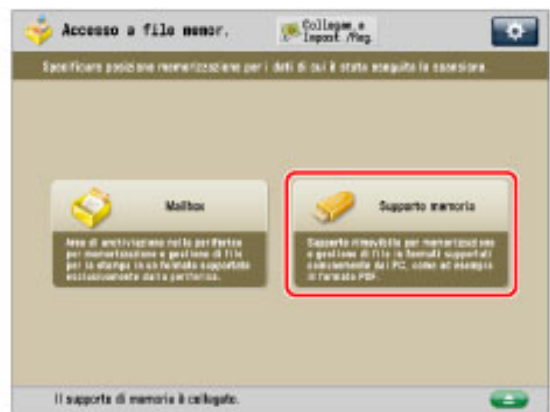 Accesso a file memor.
Collegam. a
Impost./Reg.
Specificare posizione memorizzazione per i dati di cui è stata eseguita la scansione.
Mailbox
Area di archiviazione nella periferica
per memorizzazione e gestione di file
per la stampa in un formato supportato
esclusivamente dalla periferica.
Supporto memoria
Supporto rimovibile per memorizzazione
e gestione di file in formati supportati
comunemente dai PC, come ad esempio
il formato PDF.
Il supporto di memoria è collegato.